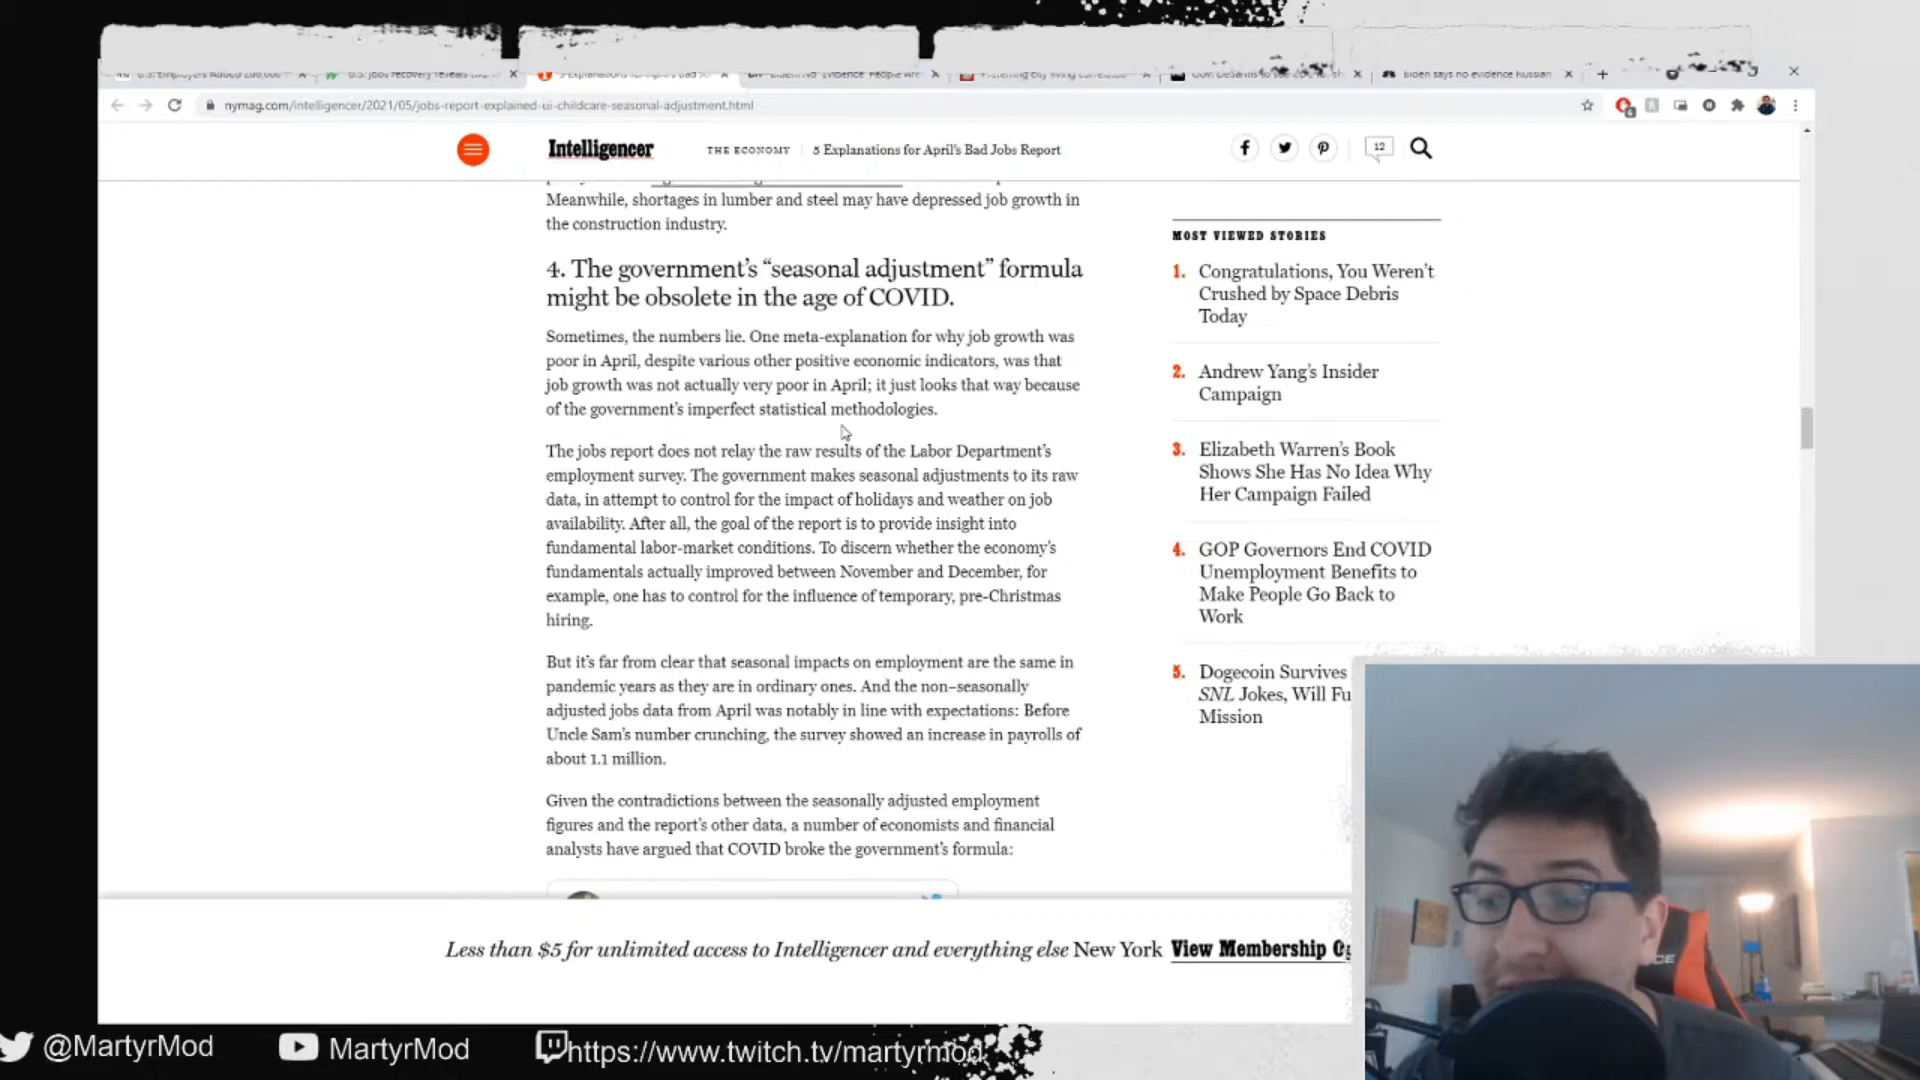 nymag.com/intelligencer/2021/05/jobs-report-explained-ui-childcare-seasonal-adjustment.html
Intelligencer
THE ECONOMY
5 Explanations for April's Bad Jobs Report
12
Meanwhile, shortages in lumber and steel may have depressed job growth in
the construction industry.
4. The government's “seasonal adjustment” formula
might be obsolete in the age of COVID.
Sometimes, the numbers lie. One meta-explanation for why job growth was
poor in April, despite various other positive economic indicators, was that
job growth was not actually very poor in April; it just looks that way because
of the government's imperfect statistical methodologies.
The jobs report does not relay the raw results of the Labor Department's
employment survey. The government makes seasonal adjustments to its raw
data, in attempt to control for the impact of holidays and weather on job
availability. After all, the goal of the report is to provide insight into
fundamental labor-market conditions. To discern whether the economy's
fundamentals actually improved between November and December, for
example, one has to control for the influence of temporary, pre-Christmas
hiring.
But it's far from clear that seasonal impacts on employment are the same in
pandemic years as they are in ordinary ones. And the non–seasonally
adjusted jobs data from April was notably in line with expectations: Before
Uncle Sam's number crunching, the survey showed an increase in payrolls of
about 1.1 million.
Given the contradictions between the seasonally adjusted employment
figures and the report's other data, a number of economists and financial
analysts have argued that COVID broke the government's formula:
MOST VIEWED STORIES
1. Congratulations, You Weren't
Crushed by Space Debris
Today
2. Andrew Yang's Insider
Campaign
3. Elizabeth Warren's Book
Shows She Has No Idea Why
Her Campaign Failed
4. GOP Governors End COVID
Unemployment Benefits to
Make People Go Back to
Work
5. Dogecoin Survives
SNL Jokes, Will Fu
Mission
Less than $5 for unlimited access to Intelligencer and everything else New York View Membership
@MartyrMod
MartyrMod
https://www.twitch.tv/martyrmod